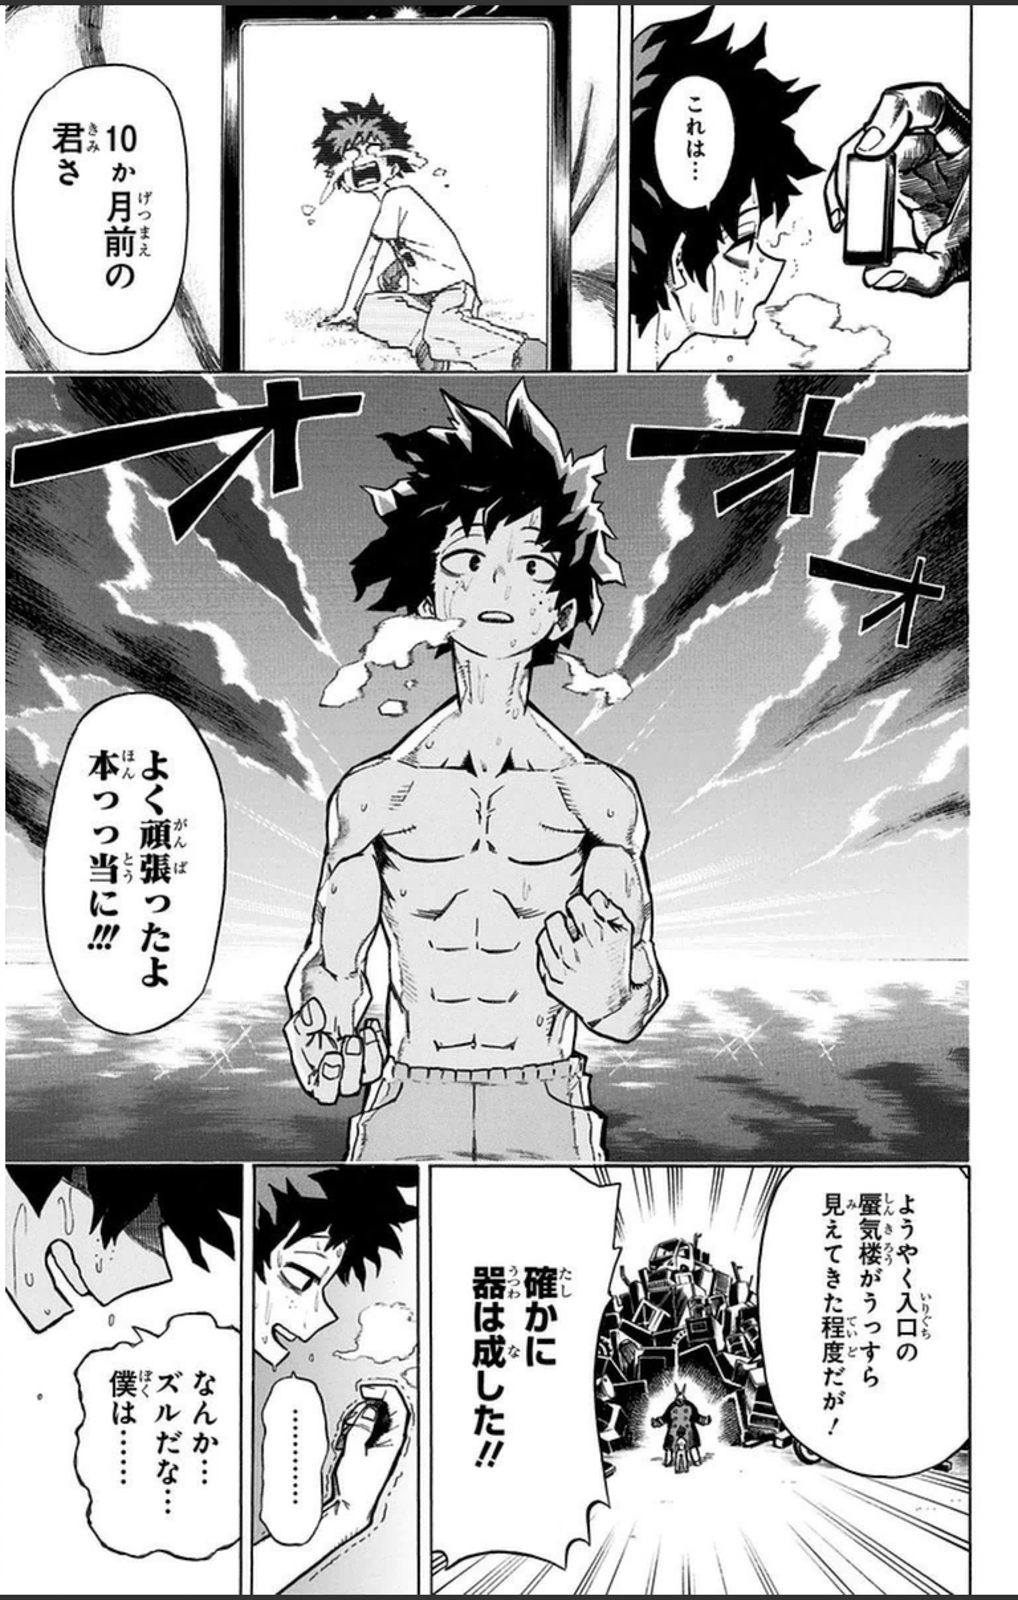 これは…
10か月前の
君さ
よく頑張ったよ
本っっ当に!!!
ようやく入口の
蜃気楼がうっすら
見えてきた程度だが!
確かに
器は成した!!
…………
なんか…
ズルだな…
僕は……